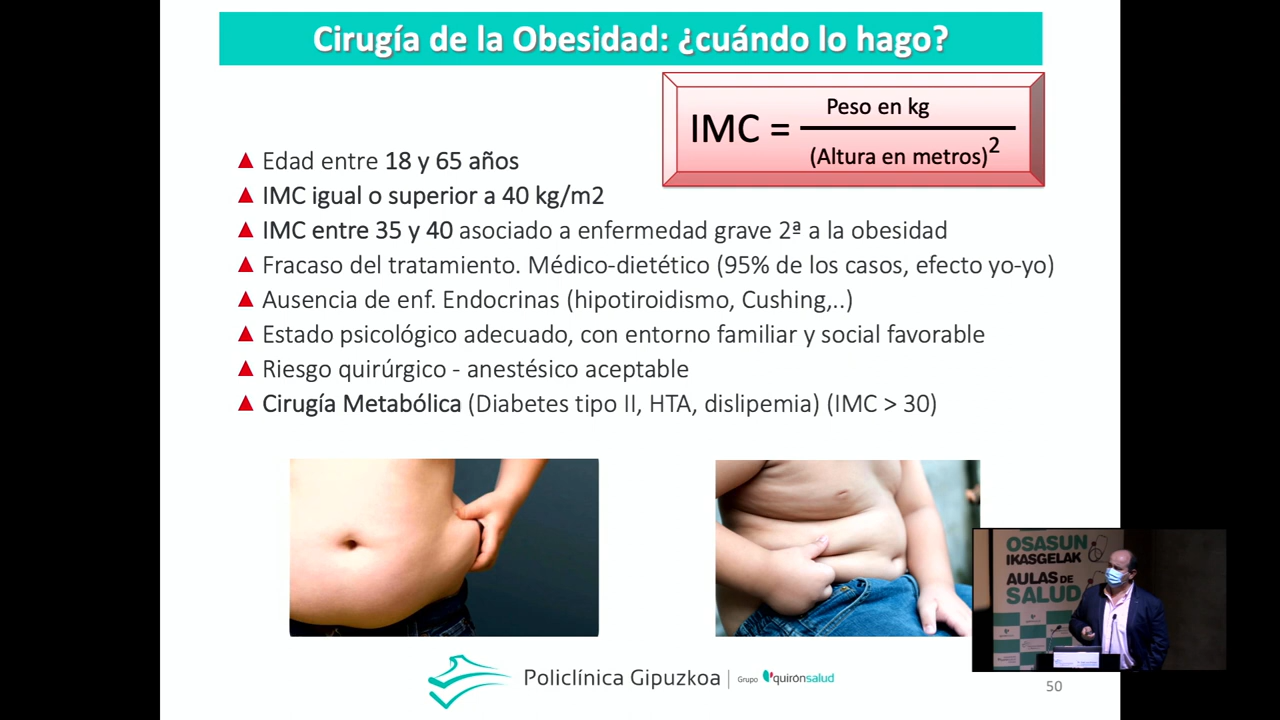 Cirugía de la Obesidad: ¿cuándo lo hago?
IMC = Peso en kg
(Altura en metros)2
Edad entre 18 y 65 años
IMC igual o superior a 40 kg/m2
IMC entre 35 y 40 asociado a enfermedad grave 2ª a la obesidad
Fracaso del tratamiento. Médico-dietético (95% de los casos, efecto yo-yo)
Ausencia de enf. Endocrinas (hipotiroidismo, Cushing,..)
Estado psicológico adecuado, con entorno familiar y social favorable
Riesgo quirúrgico - anestésico aceptable
Cirugía Metabólica (Diabetes tipo II, HTA, dislipemia) (IMC > 30)
OSASUN
IKASGELAK
AULAS DE
SALUD
Policlínica Gipuzkoa | Grupo quirónsalud
50